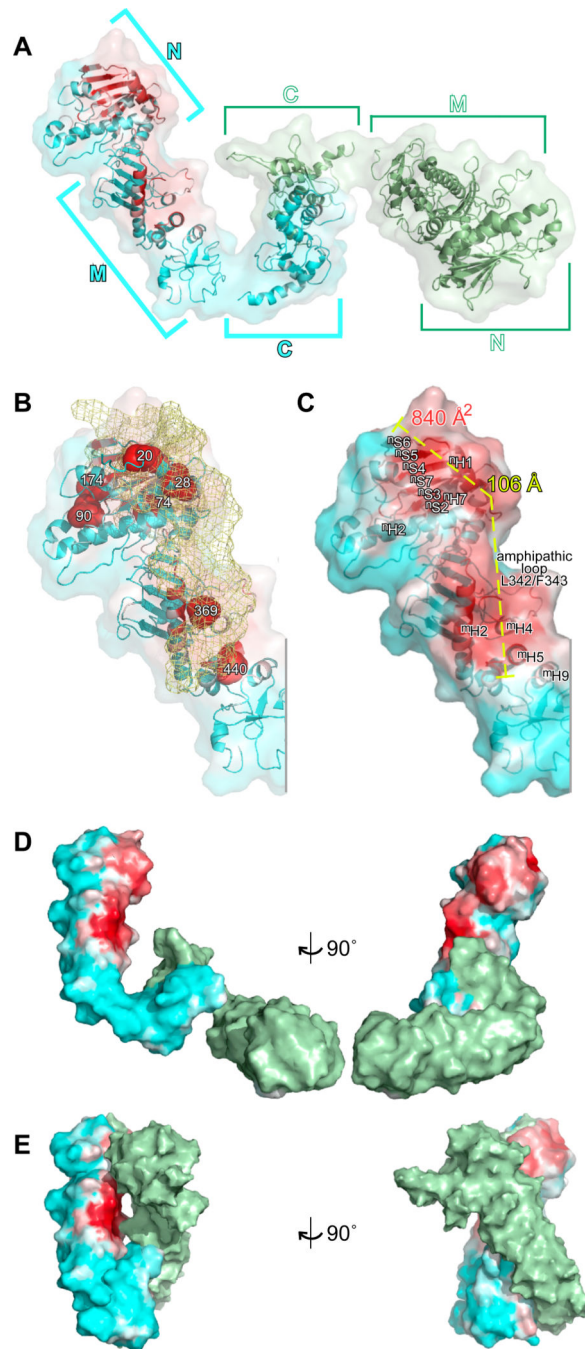 A
N
C
M
M
C
N
B
20
174
28
74
90
369
440
C
840 Å²
ⁿS6
ⁿS5
ⁿS4
ⁿH1
ⁿS7
106 Å
ⁿS3
ⁿH7
ⁿS2
ⁿH2
amphipathic
loop
L342/F343
ᵐH2
ᵐH4
ᵐH5
ᵐH9
D
90°
E
90°